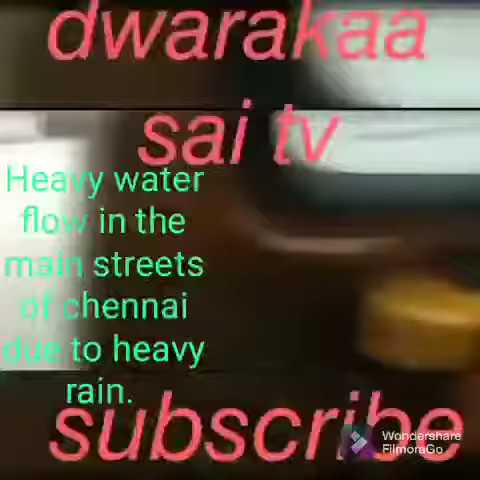 dwarakaa
sai tv
Heavy water
flow in the
main streets
of chennai
due to heavy
rain.
subscribe
Wondershare
FilmoraGo